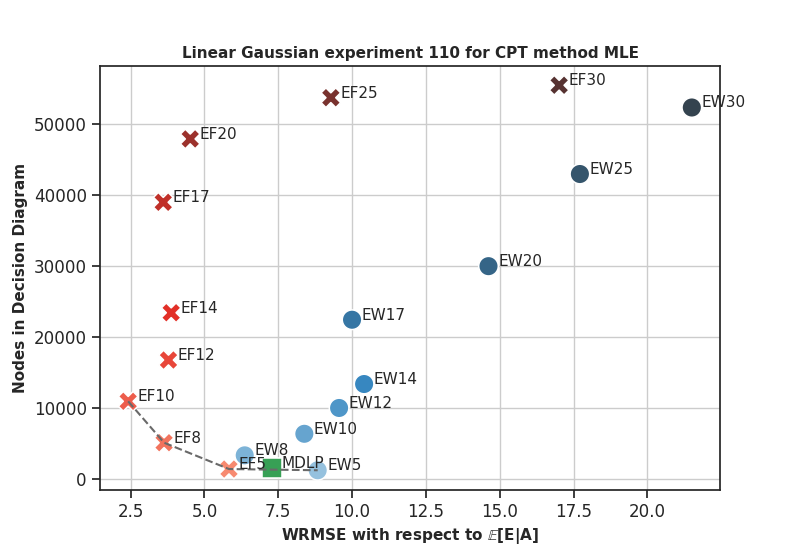 Linear Gaussian experiment 110 for CPT method MLE
EF30
EF25
EW30
50000
EF20
EW25
40000
EF17
Nodes in Decision Diagram
30000
EW20
EF14
EW17
20000
EF12
EW14
EF10
EW12
10000
EW10
EF8
EW8
EF5
MDLP
EW5
0
2.5 5.0 7.5 10.0 12.5 15.0 17.5 20.0
WRMSE with respect to 𝔼[E|A]